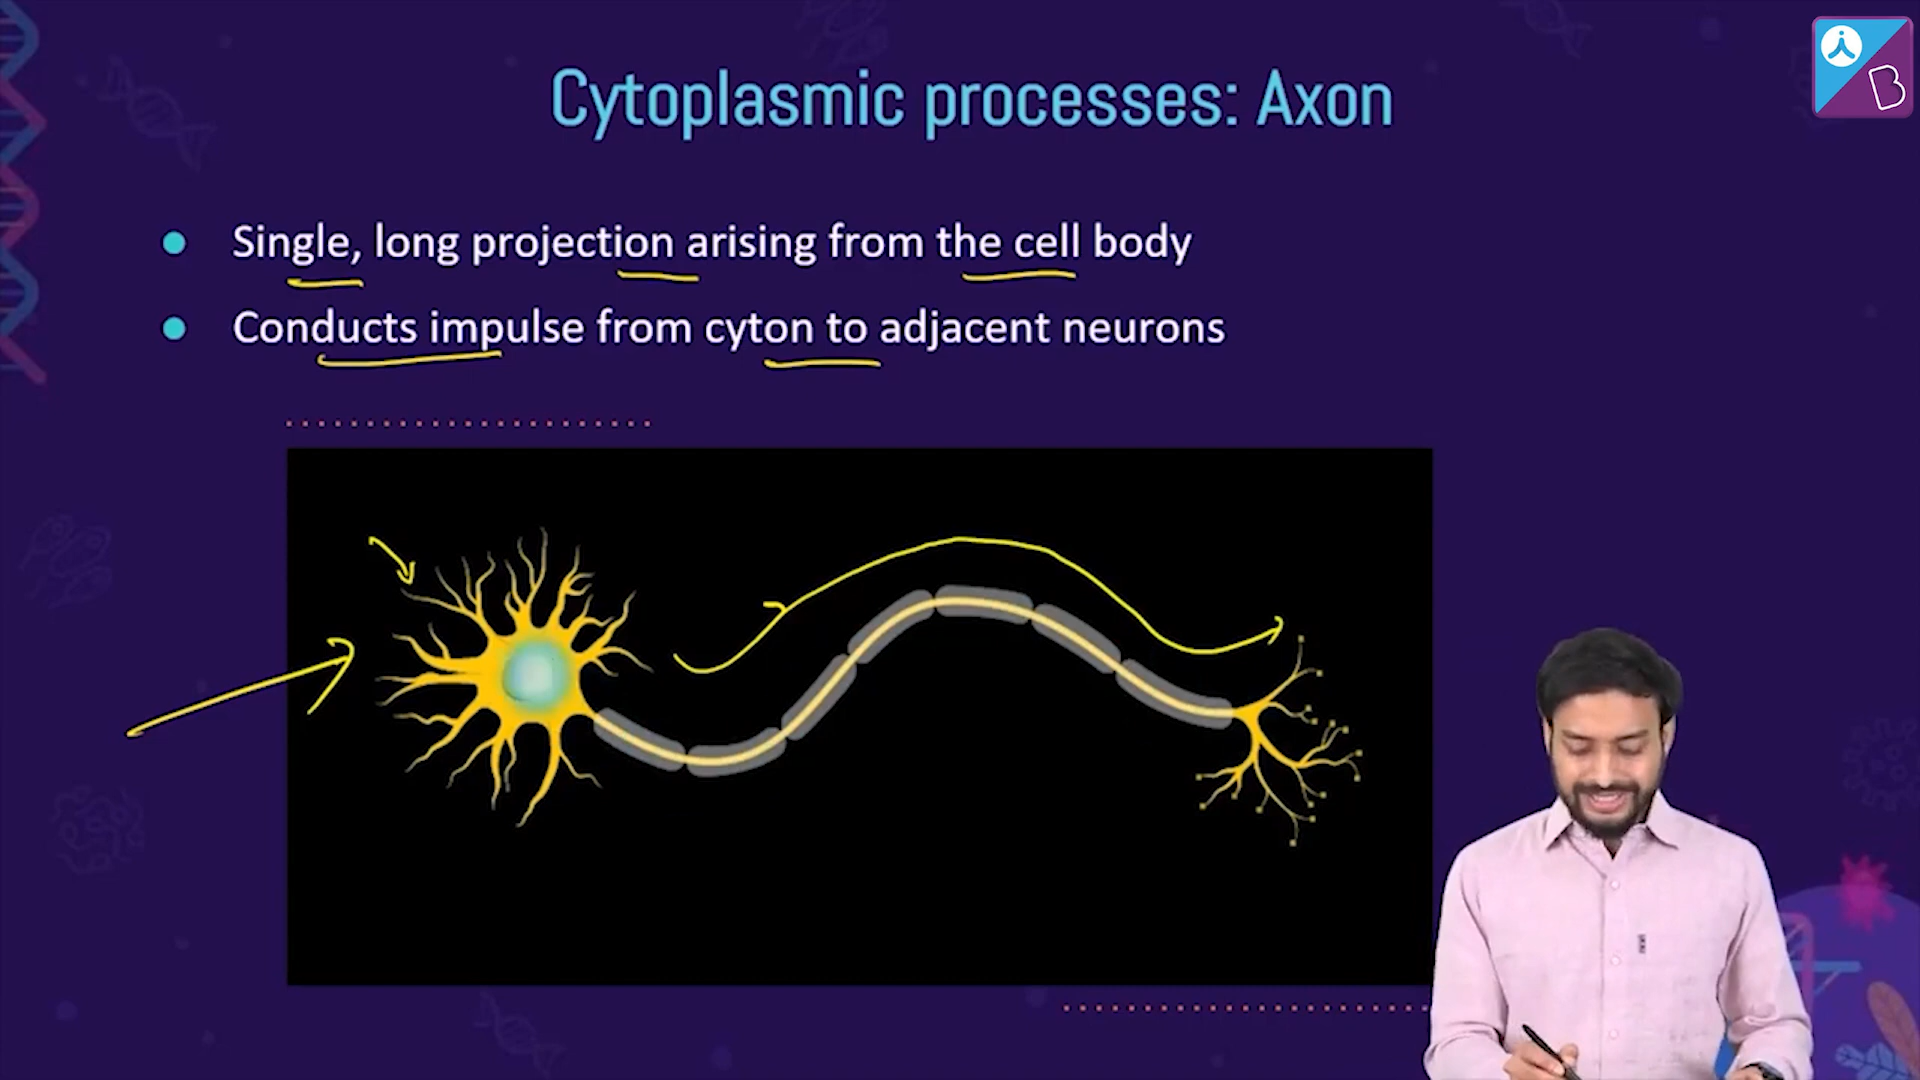 Cytoplasmic processes: Axon
Single, long projection arising from the cell body
Conducts impulse from cyton to adjacent neurons
B